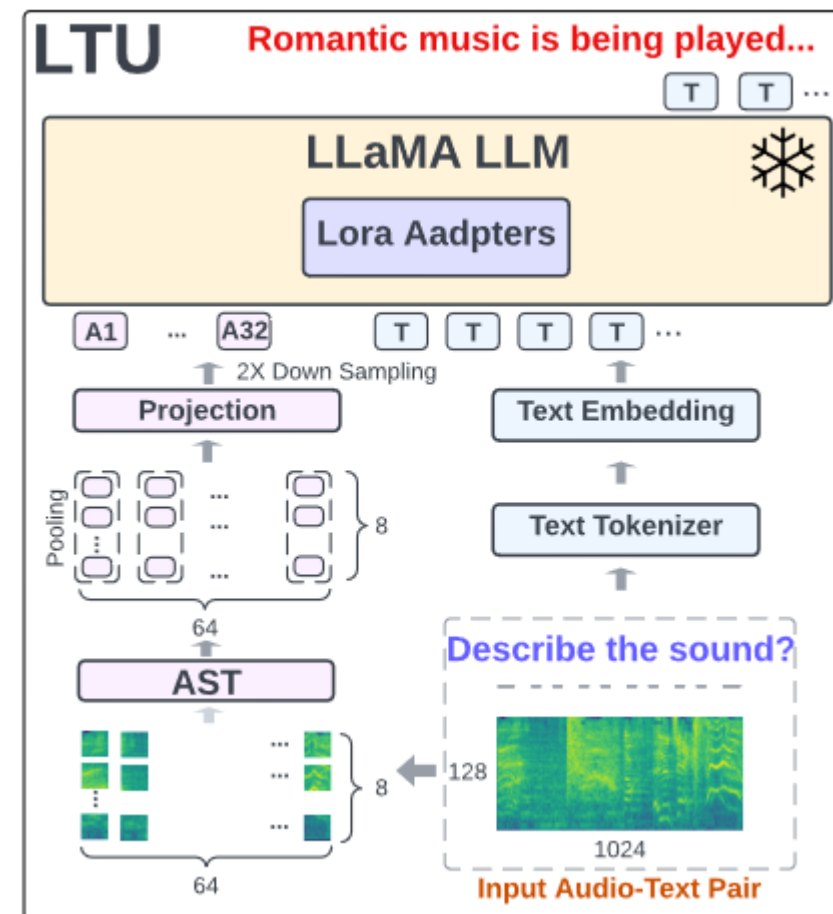 LTU
Romantic music is being played...
T T ...
LLaMA LLM
Lora Aadpters
A1 ... A32 T T T T ...
2X Down Sampling
Projection
Text Embedding
Pooling
...
...
...
...
8
Text Tokenizer
64
AST
Describe the sound?
...
...
...
...
8
128
1024
64
Input Audio-Text Pair